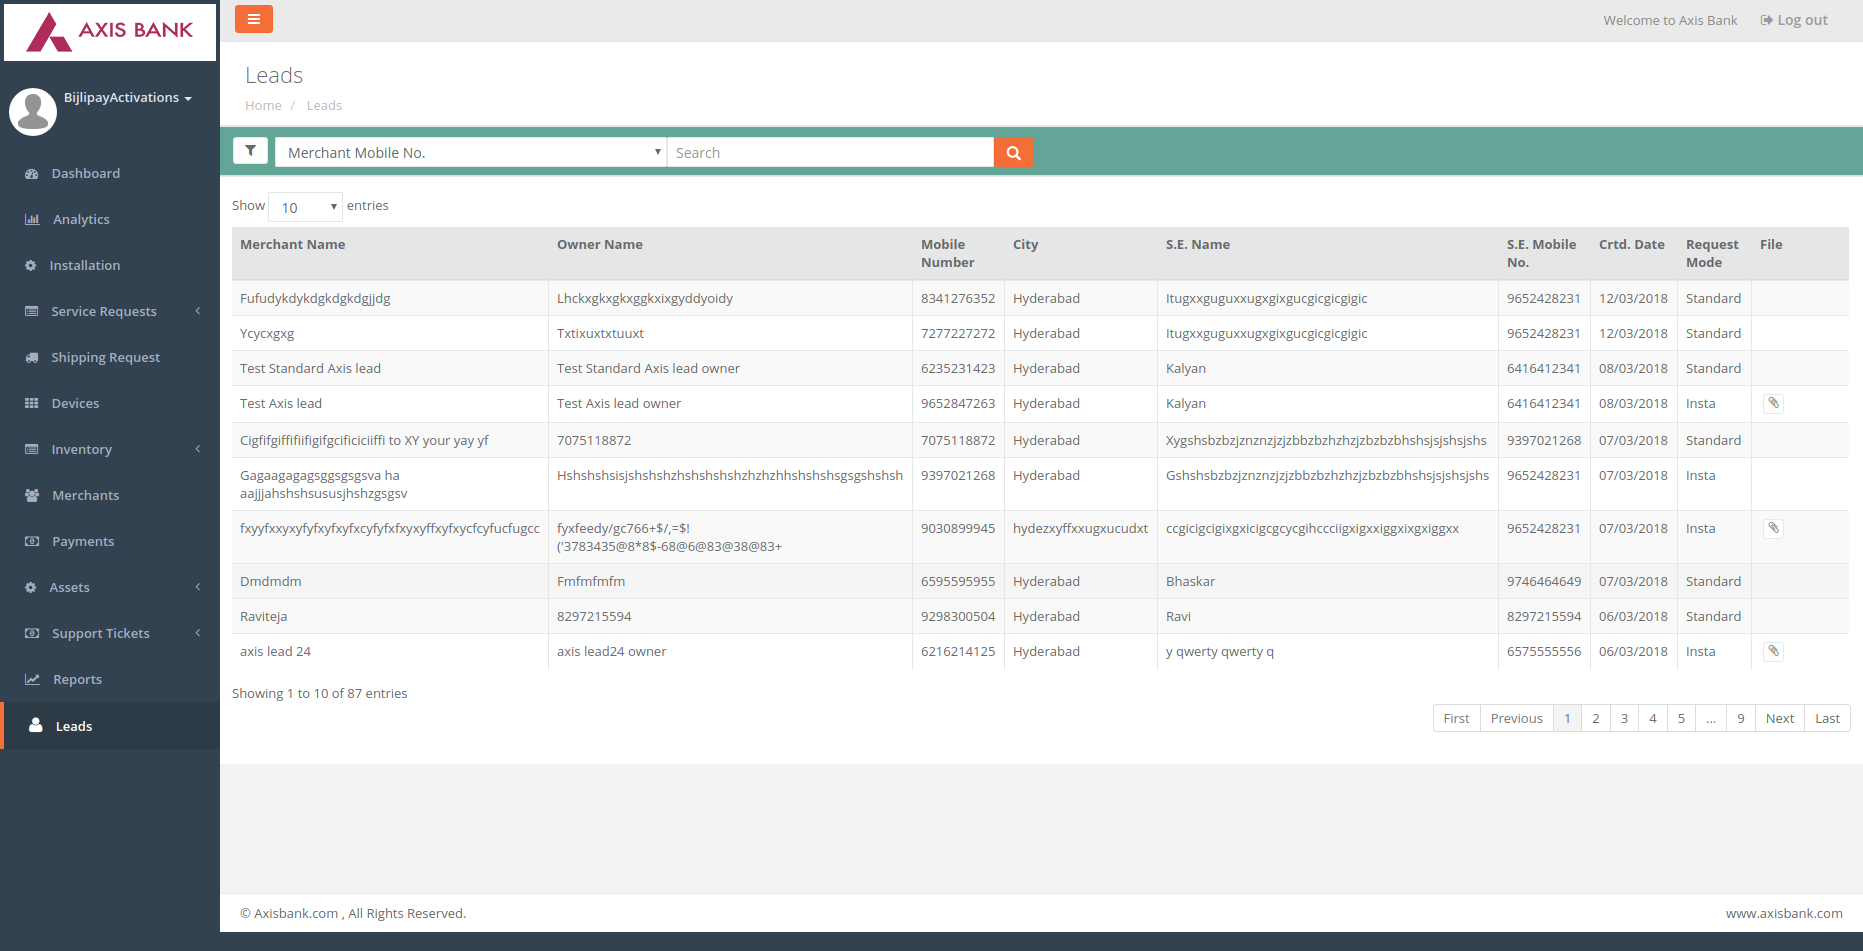 AXIS BANK
Welcome to Axis Bank Log out
BijlipayActivations
Dashboard
Analytics
Installation
Service Requests
Shipping Request
Devices
Inventory
Merchants
Payments
Assets
Support Tickets
Reports
Leads
Leads
Home / Leads
Merchant Mobile No. Search
Show 10 entries
Merchant Name Owner Name Mobile Number City S.E. Name S.E. Mobile No. Crtd. Date Request Mode File
Fufudykdykdgkdgkdgjjdg Lhckxgkxgkxggkxixgyddyoidy 8341276352 Hyderabad Itugxxguguxxugxgixgucgicgicgigic 9652428231 12/03/2018 Standard
Ycycxgxg Txtixuxtxtuuxt 7277227272 Hyderabad Itugxxguguxxugxgixgucgicgicgigic 9652428231 12/03/2018 Standard
Test Standard Axis lead Test Standard Axis lead owner 6235231423 Hyderabad Kalyan 6416412341 08/03/2018 Standard
Test Axis lead Test Axis lead owner 9652847263 Hyderabad Kalyan 6416412341 08/03/2018 Insta
Cigfifgiffifiifigifgcificiciiffi to XY your yay yf 7075118872 7075118872 Hyderabad Xygshsbzbzjznznzjzjzbbzbzhzhzjzbzbzbhshsjsjshsjshs 9397021268 07/03/2018 Standard
Gagaagagagsggsgsgsva ha aajjjahshshsususjhshzgsgsv Hshshshsisjshshshzhshshshshzhzhzhhshshshsgsgshshsh 9397021268 Hyderabad Gshshsbzbzjznznzjzjzbbzbzhzhzjzbzbzbhshsjsjshsjshs 9652428231 07/03/2018 Insta
fxyyfxxyxyfyfxyfxyfxcyfyfxfxyxyffxyfxycfcyfucfugcc fyxfeedy/gc766+$/,=$! ('3783435@8*8$-68@6@83@38@83+ 9030899945 hydezxyffxxugxucudxt ccgicigcigixgxicigcgcycgihccciigxigxxiggxixgxiggxx 9652428231 07/03/2018 Insta
Dmdmdm Fmfmfmfm 6595595955 Hyderabad Bhaskar 9746464649 07/03/2018 Standard
Raviteja 8297215594 9298300504 Hyderabad Ravi 8297215594 06/03/2018 Standard
axis lead 24 axis lead24 owner 6216214125 Hyderabad y qwerty qwerty q 6575555556 06/03/2018 Insta
Showing 1 to 10 of 87 entries
First Previous 1 2 3 4 5 ... 9 Next Last
© Axisbank.com , All Rights Reserved. www.axisbank.com